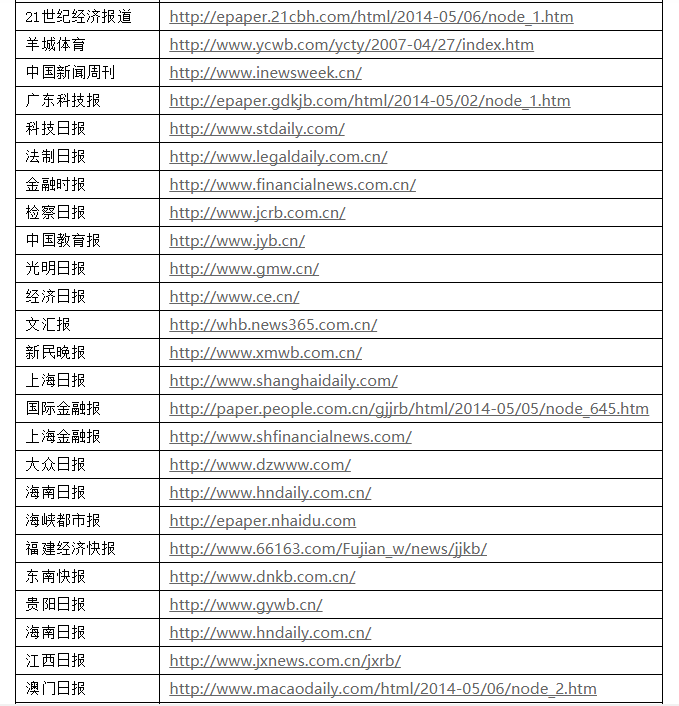 21世纪经济报道 http://epaper.21cbh.com/html/2014-05/06/node_1.htm
羊城体育 http://www.ycwb.com/ycty/2007-04/27/index.htm
中国新闻周刊 http://www.inewsweek.cn/
广东科技报 http://epaper.gdkjb.com/html/2014-05/02/node_1.htm
科技日报 http://www.stdaily.com/
法制日报 http://www.legaldaily.com.cn/
金融时报 http://www.financialnews.com.cn/
检察日报 http://www.jcrb.com.cn/
中国教育报 http://www.jyb.cn/
光明日报 http://www.gmw.cn/
经济日报 http://www.ce.cn/
文汇报 http://whb.news365.com.cn/
新民晚报 http://www.xmwb.com.cn/
上海日报 http://www.shanghaidaily.com/
国际金融报 http://paper.people.com.cn/gjjrb/html/2014-05/05/node_645.htm
上海金融报 http://www.shfinancialnews.com/
大众日报 http://www.dzwww.com/
海南日报 http://www.hndaily.com.cn/
海峡都市报 http://epaper.nhaidu.com
福建经济快报 http://www.66163.com/Fujian_w/news/jjkb/
东南快报 http://www.dnkb.com.cn/
贵阳日报 http://www.gywb.cn/
海南日报 http://www.hndaily.com.cn/
江西日报 http://www.jxnews.com.cn/jxrb/
澳门日报 http://www.macaodaily.com/html/2014-05/06/node_2.htm